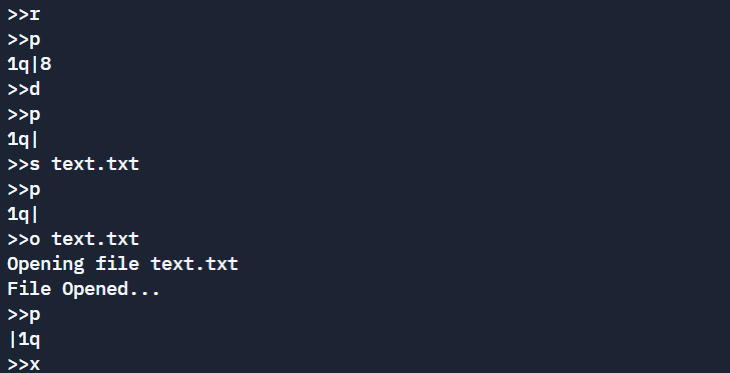 >>r
>>p
1q|8
>>d
>>p
1q|
>>s text.txt
>>p
1q|
>>o text.txt
Opening file text.txt
File Opened...
>>p
|1q
>>x